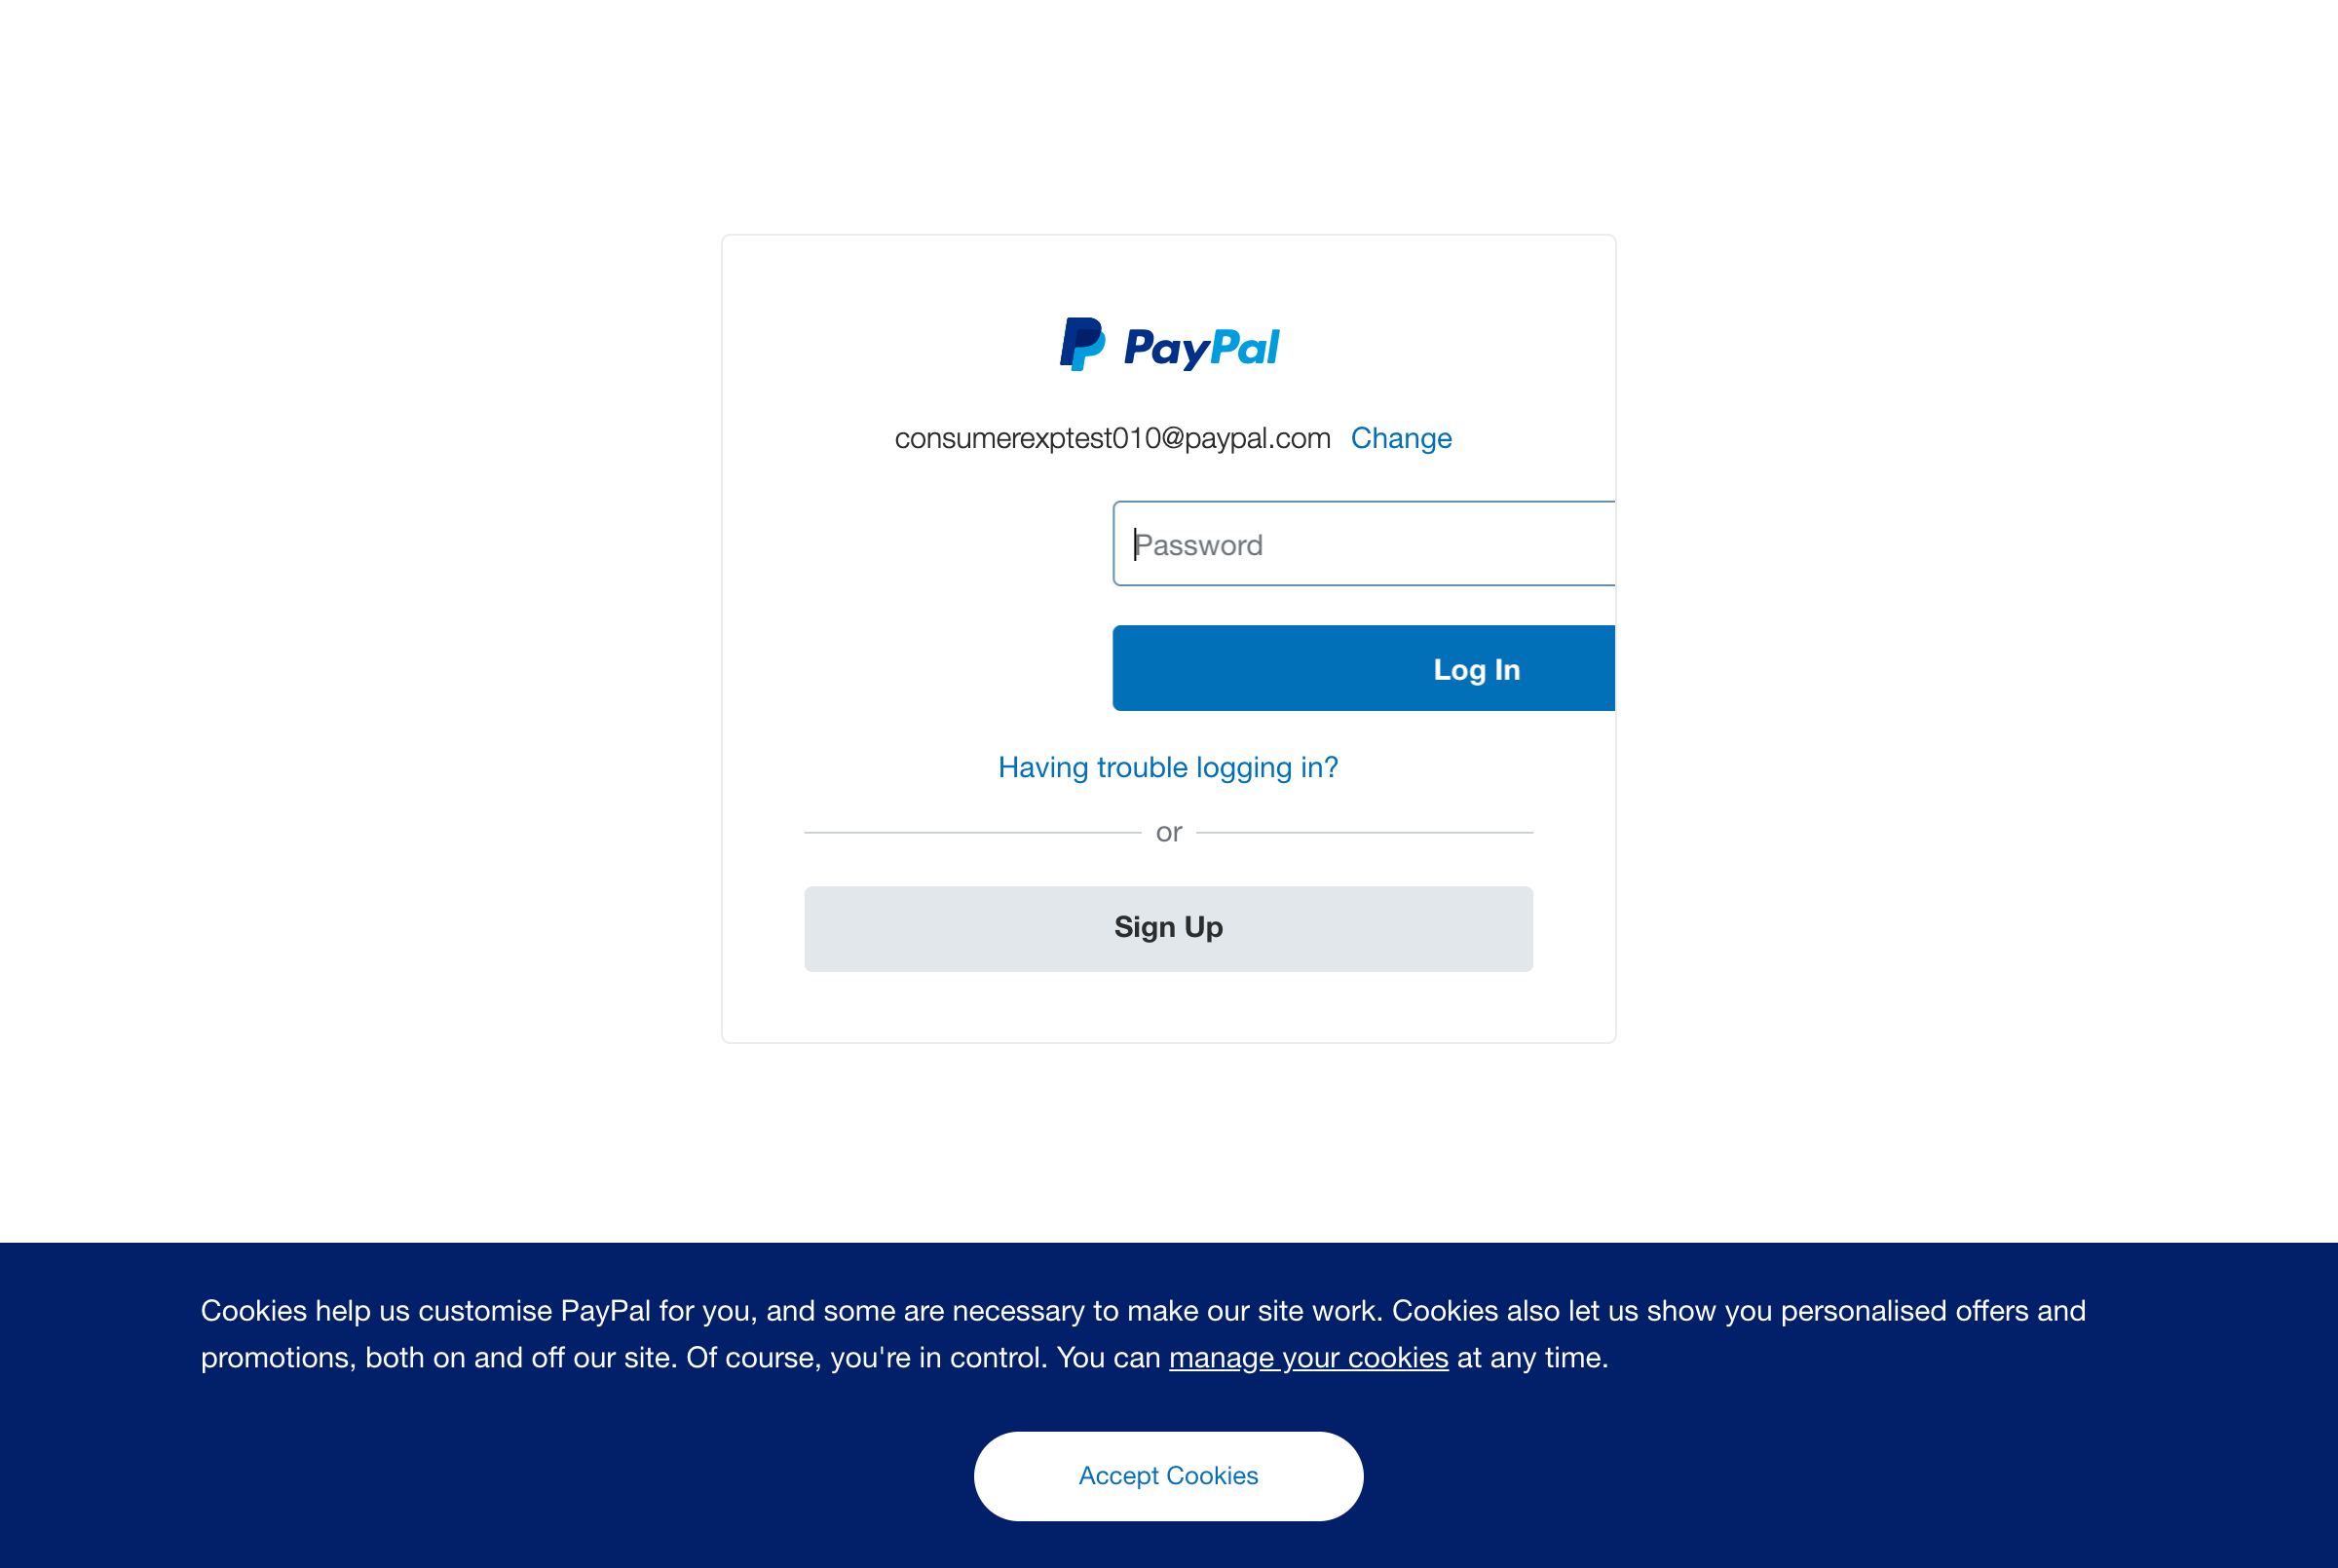 PayPal
consumerexptest010@paypal.com Change
Password
Log In
Having trouble logging in?
or
Sign Up
Cookies help us customise PayPal for you, and some are necessary to make our site work. Cookies also let us show you personalised offers and
promotions, both on and off our site. Of course, you're in control. You can manage your cookies at any time.
Accept Cookies